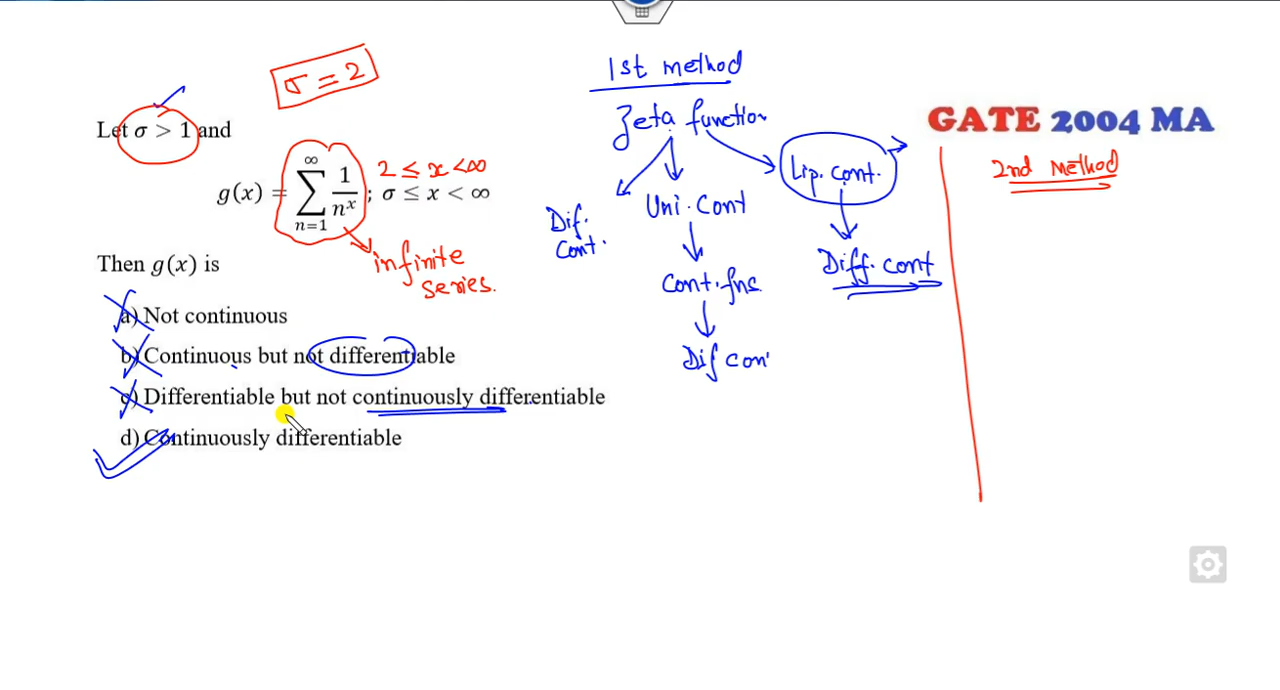 σ = 2
Let σ > 1 and
g(x) = ∑_{n=1}^{∞} 1/n^x ; σ ≤ x < ∞
2 ≤ x < ∞
infinite
series.
Then g(x) is
a) Not continuous
b) Continuous but not differentiable
c) Differentiable but not continuously differentiable
d) Continuously differentiable
1st method
Zeta function
Dif.
Cont.
Uni. Cont
Cont. fns.
Dif con
Lip. Cont.
Diff. cont
GATE 2004 MA
2nd Method